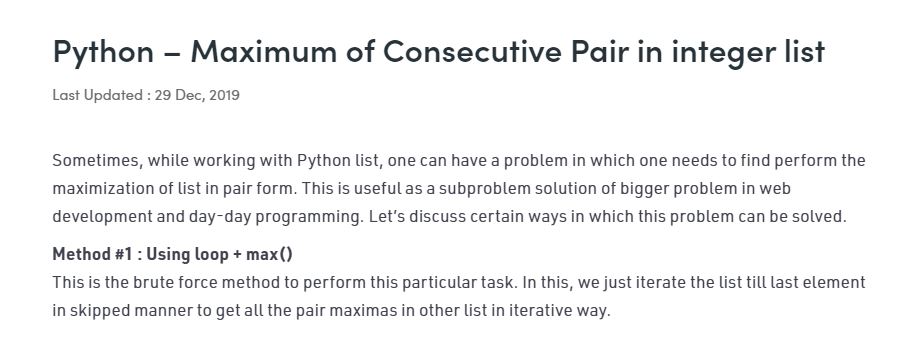 Python – Maximum of Consecutive Pair in integer list
Last Updated : 29 Dec, 2019
Sometimes, while working with Python list, one can have a problem in which one needs to find perform the
maximization of list in pair form. This is useful as a subproblem solution of bigger problem in web
development and day-day programming. Let’s discuss certain ways in which this problem can be solved.
Method #1 : Using loop + max()
This is the brute force method to perform this particular task. In this, we just iterate the list till last element
in skipped manner to get all the pair maximas in other list in iterative way.